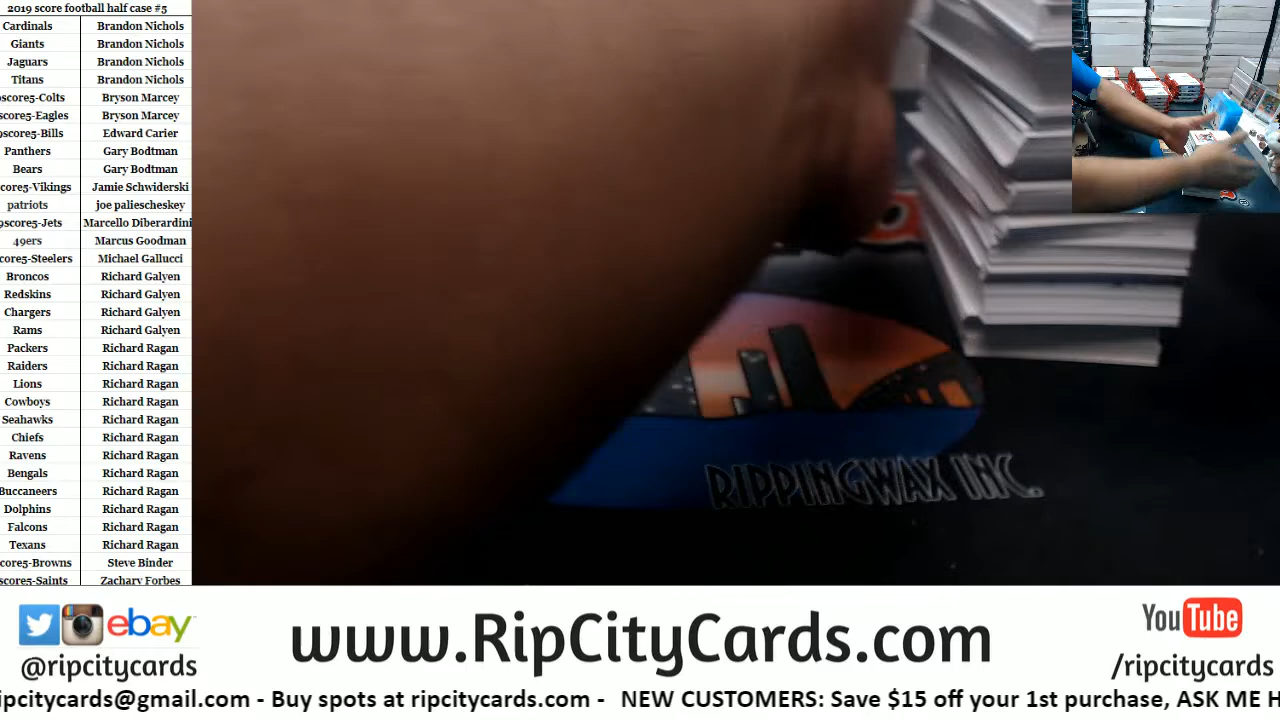 2019 score football half case #5
Cardinals Brandon Nichols
Giants Brandon Nichols
Jaguars Brandon Nichols
Titans Brandon Nichols
score5-Colts Bryson Marcey
score5-Eagles Bryson Marcey
9score5-Bills Edward Carier
Panthers Gary Bodtman
Bears Gary Bodtman
core5-Vikings Jamie Schwiderski
patriots joe paliescheskey
9score5-Jets Marcello Diberardini
49ers Marcus Goodman
core5-Steelers Michael Gallucci
Broncos Richard Galyen
Redskins Richard Galyen
Chargers Richard Galyen
Rams Richard Galyen
Packers Richard Ragan
Raiders Richard Ragan
Lions Richard Ragan
Cowboys Richard Ragan
Seahawks Richard Ragan
Chiefs Richard Ragan
Ravens Richard Ragan
Bengals Richard Ragan
Buccaneers Richard Ragan
Dolphins Richard Ragan
Falcons Richard Ragan
Texans Richard Ragan
core5-Browns Steve Binder
score5-Saints Zachary Forbes
RIPPINGWAX INC.
ebay
@ripcitycards
www.RipCityCards.com
YouTube
/ripcitycards
ipcitycards@gmail.com - Buy spots at ripcitycards.com - NEW CUSTOMERS: Save $15 off your 1st purchase, ASK ME H